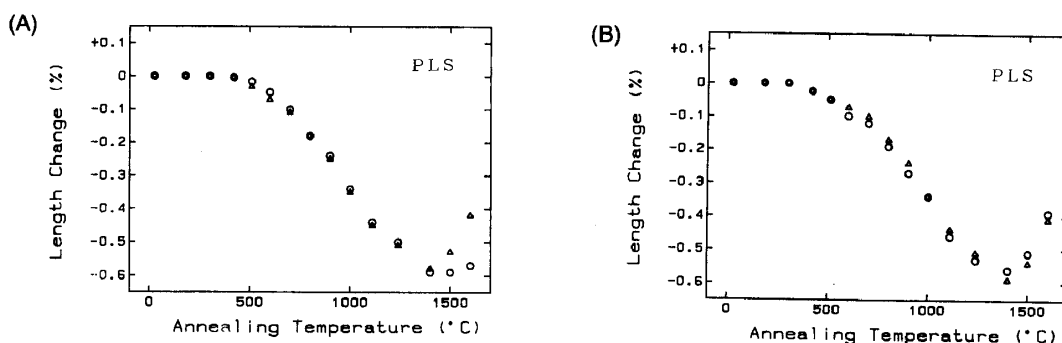 (A)
+0.1
0
-0.1
-0.2
-0.3
-0.4
-0.5
-0.6
Length Change (%)
PLS
0 500 1000 1500
Annealing Temperature (°C)
(B)
+0.1
0
-0.1
-0.2
-0.3
-0.4
-0.5
-0.6
Length Change (%)
PLS
0 500 1000 1500
Annealing Temperature (°C)